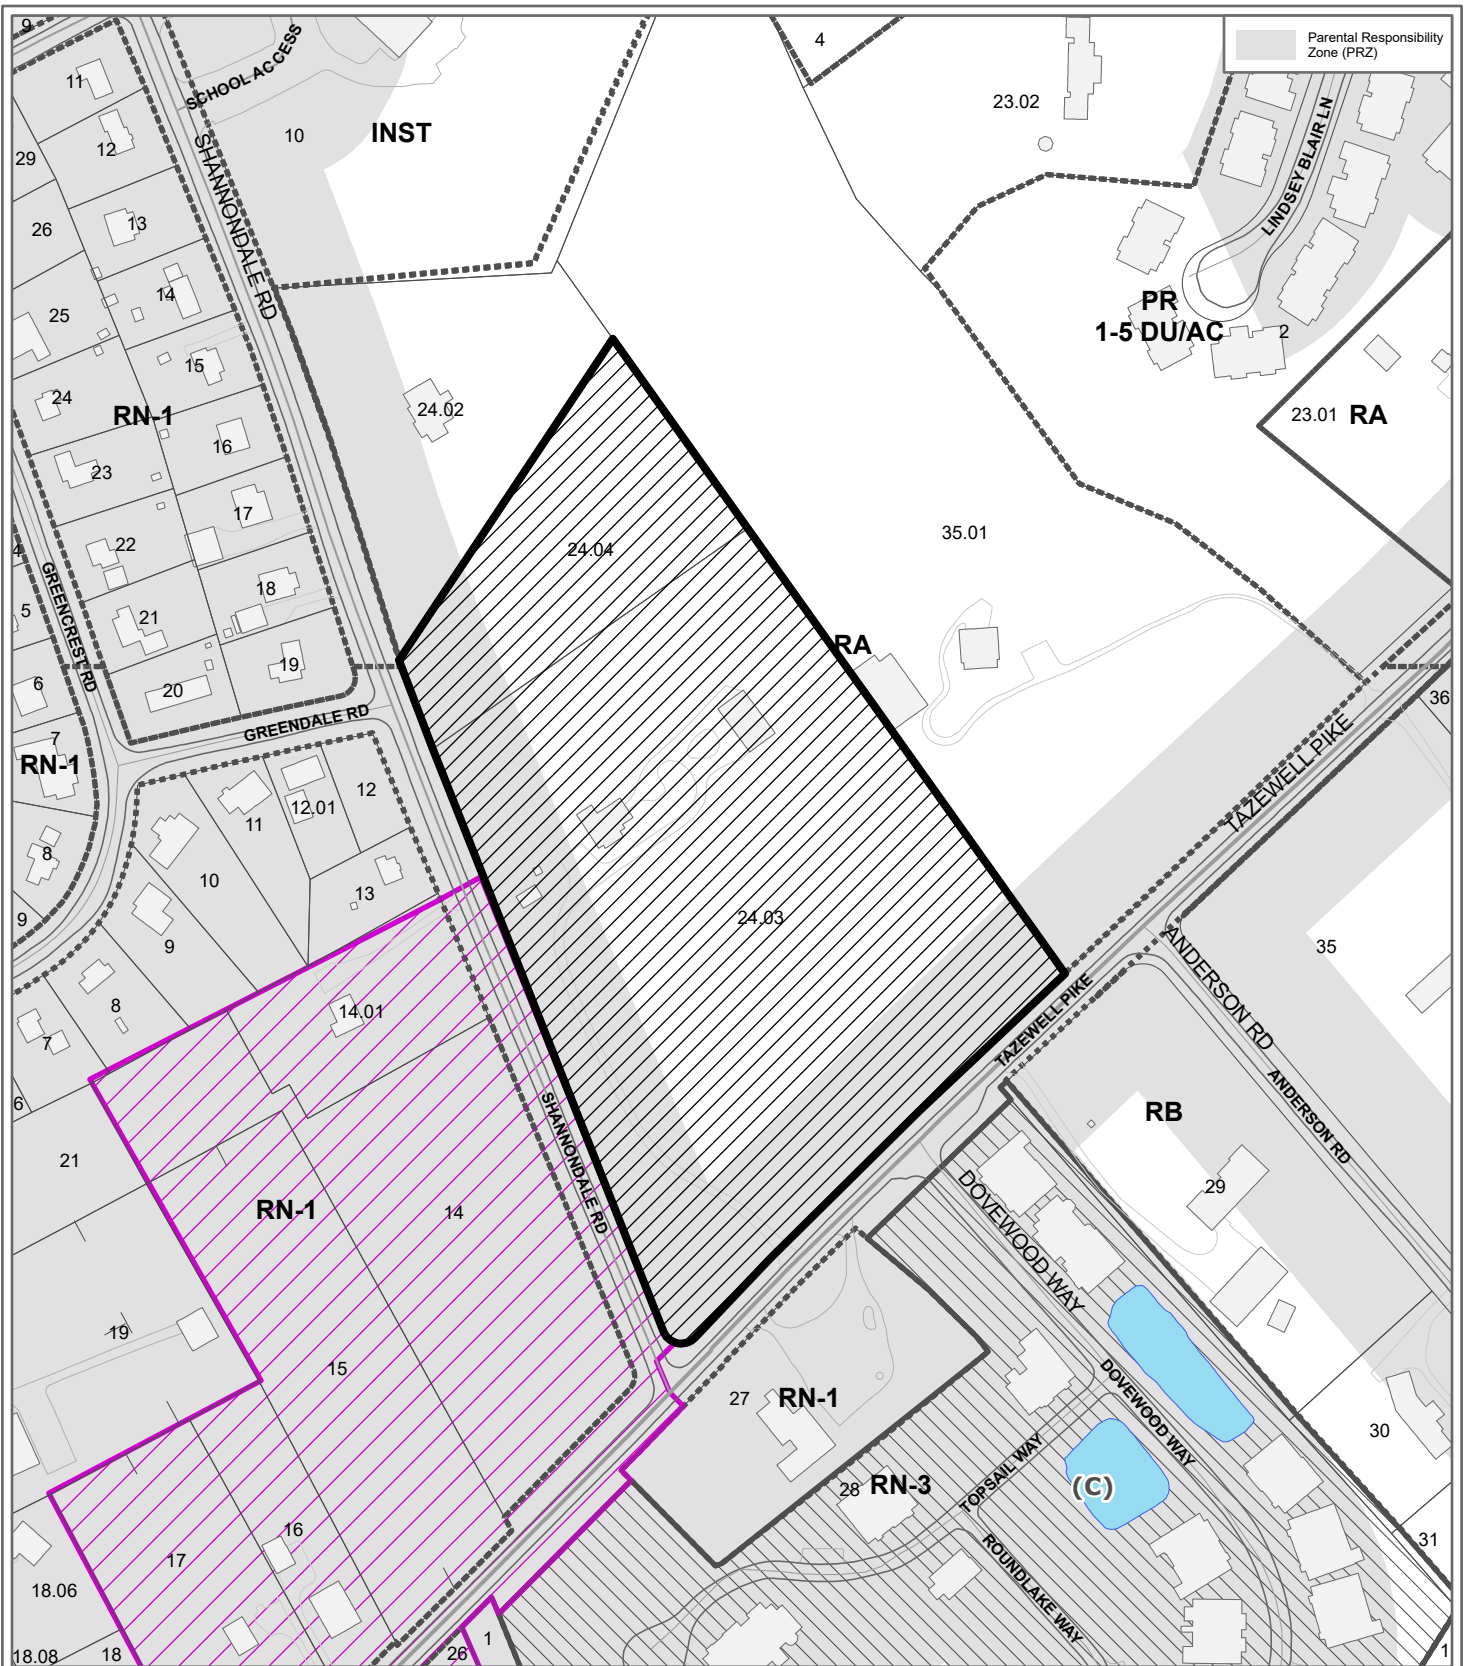 9
SCHOOL ACCESS
4
Parental Responsibility
Zone (PRZ)
11
10
INST
23.02
LINDSEY BLAIR LN
12
29
SHANNONDALE RD
26
13
25
14
PR
1-5 DU/AC
2
15
24
RN-1
24.02
23.01
RA
16
23
17
22
4
24.04
35.01
GREENCREST RD
18
5
21
RA
19
6
20
36
GREENDALE RD
7
RN-1
TAZEWELL PIKE
12
12.01
11
8
10
13
9
24.03
9
35
ANDERSON RD
8
14.01
7
TAZEWELL PIKE
6
SHANNONDALE RD
RB
ANDERSON RD
21
29
RN-1
14
DOVEWOOD WAY
19
15
27
RN-1
DOVEWOOD WAY
30
28
RN-3
TOPSAIL WAY
(C)
16
17
31
18.06
ROUNDLAKE WAY
18.08
18
26
1
1